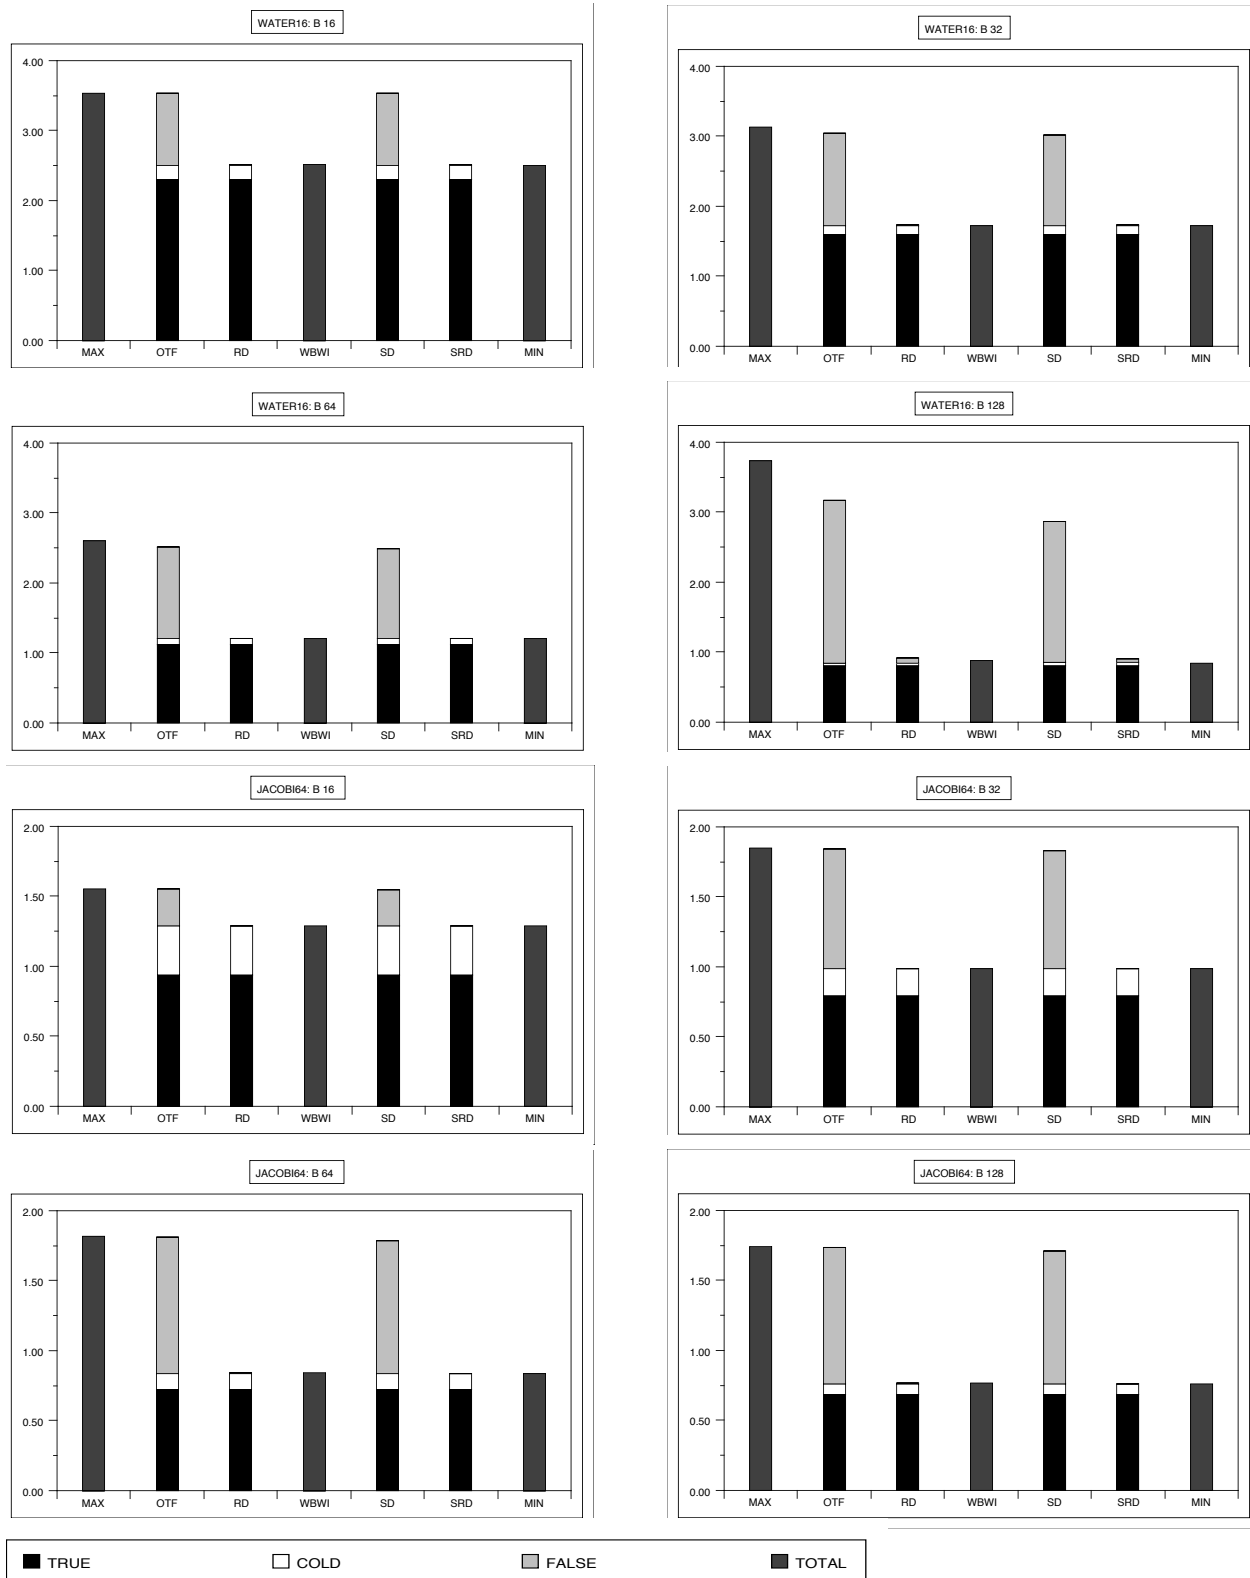 WATER16: B 16
4.00
3.00
2.00
1.00
0.00
MAX OTF RD WBWI SD SRD MIN
WATER16: B 32
4.00
3.00
2.00
1.00
0.00
MAX OTF RD WBWI SD SRD MIN
WATER16: B 64
4.00
3.00
2.00
1.00
0.00
MAX OTF RD WBWI SD SRD MIN
WATER16: B 128
4.00
3.00
2.00
1.00
0.00
MAX OTF RD WBWI SD SRD MIN
JACOBI64: B 16
2.00
1.50
1.00
0.50
0.00
MAX OTF RD WBWI SD SRD MIN
JACOBI64: B 32
2.00
1.50
1.00
0.50
0.00
MAX OTF RD WBWI SD SRD MIN
JACOBI64: B 64
2.00
1.50
1.00
0.50
0.00
MAX OTF RD WBWI SD SRD MIN
JACOBI64: B 128
2.00
1.50
1.00
0.50
0.00
MAX OTF RD WBWI SD SRD MIN
TRUE COLD FALSE TOTAL